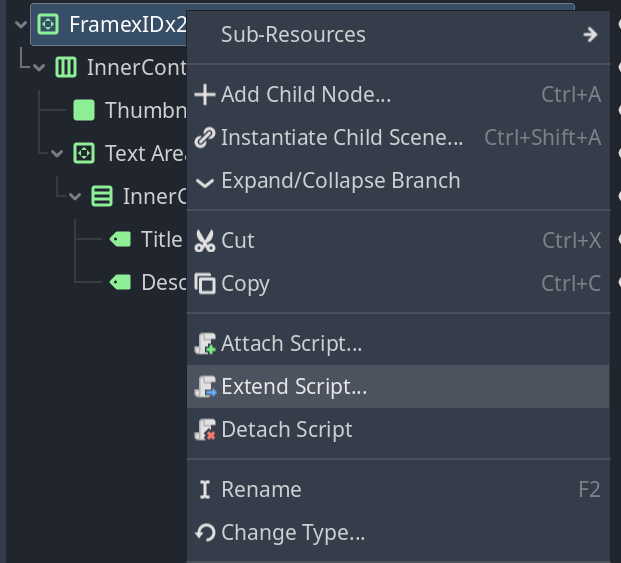 FramexIDx2
Sub-Resources
InnerCont
Add Child Node... Ctrl+A
Thumbn
Instantiate Child Scene... Ctrl+Shift+A
Text Area
Expand/Collapse Branch
InnerC
Title
Cut Ctrl+X
Desc
Copy Ctrl+C
Attach Script...
Extend Script...
Detach Script
Rename F2
Change Type...